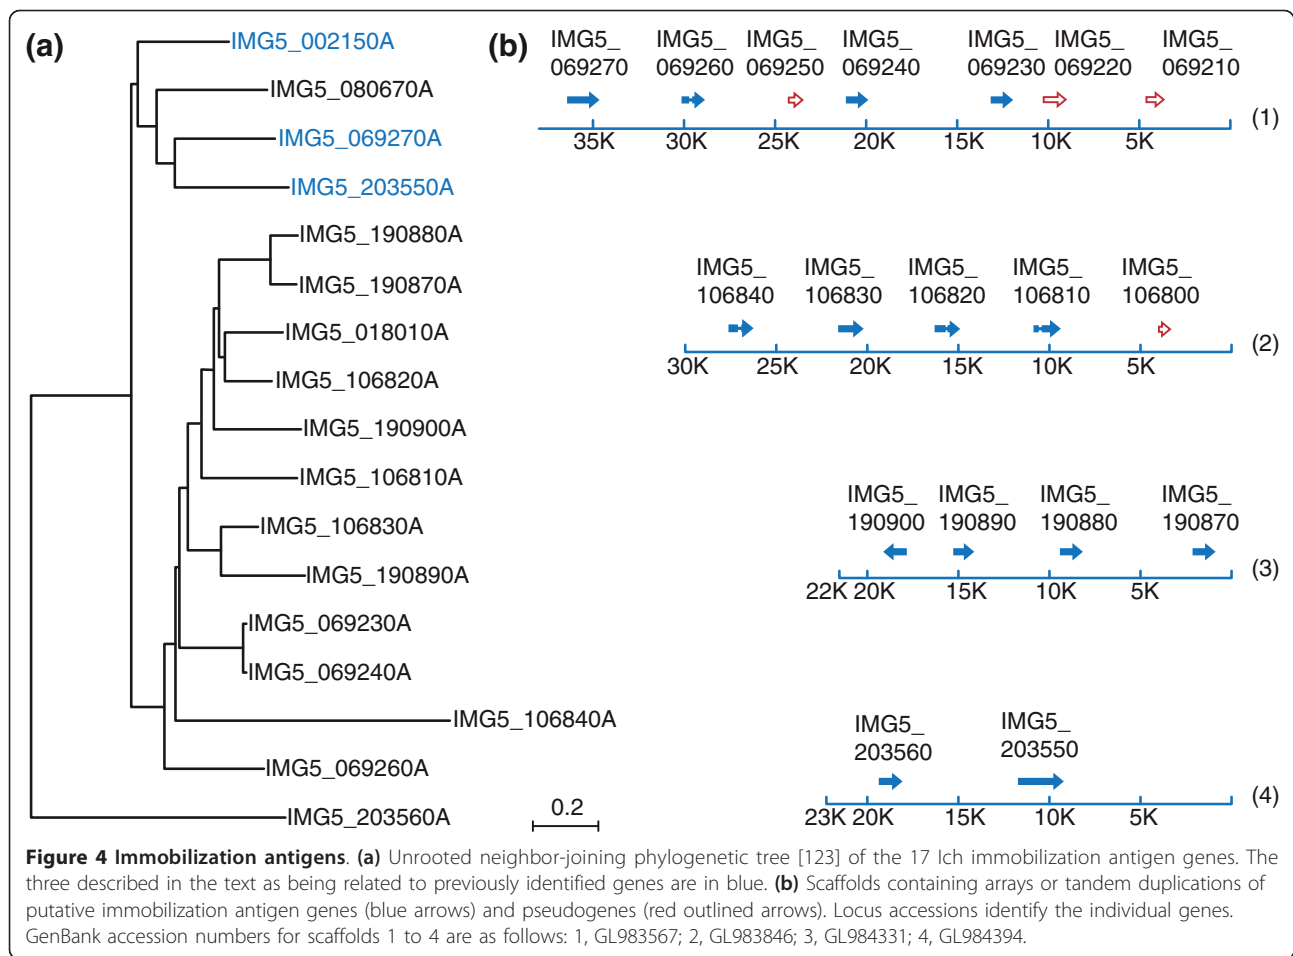 (a)
IMG5_002150A
IMG5_080670A
IMG5_069270A
IMG5_203550A
IMG5_190880A
IMG5_190870A
IMG5_018010A
IMG5_106820A
IMG5_190900A
IMG5_106810A
IMG5_106830A
IMG5_190890A
IMG5_069230A
IMG5_069240A
IMG5_106840A
IMG5_069260A
IMG5_203560A
0.2
(b)
IMG5_ IMG5_ IMG5_ IMG5_ IMG5_ IMG5_ IMG5_
069270 069260 069250 069240 069230 069220 069210
35K 30K 25K 20K 15K 10K 5K
(1)
IMG5_ IMG5_ IMG5_ IMG5_ IMG5_
106840 106830 106820 106810 106800
30K 25K 20K 15K 10K 5K
(2)
IMG5_ IMG5_ IMG5_ IMG5_
190900 190890 190880 190870
22K 20K 15K 10K 5K
(3)
IMG5_ IMG5_
203560 203550
23K 20K 15K 10K 5K
(4)
Figure 4 Immobilization antigens. (a) Unrooted neighbor-joining phylogenetic tree [123] of the 17 Ich immobilization antigen genes. The
three described in the text as being related to previously identified genes are in blue. (b) Scaffolds containing arrays or tandem duplications of
putative immobilization antigen genes (blue arrows) and pseudogenes (red outlined arrows). Locus accessions identify the individual genes.
GenBank accession numbers for scaffolds 1 to 4 are as follows: 1, GL983567; 2, GL983846; 3, GL984331; 4, GL984394.